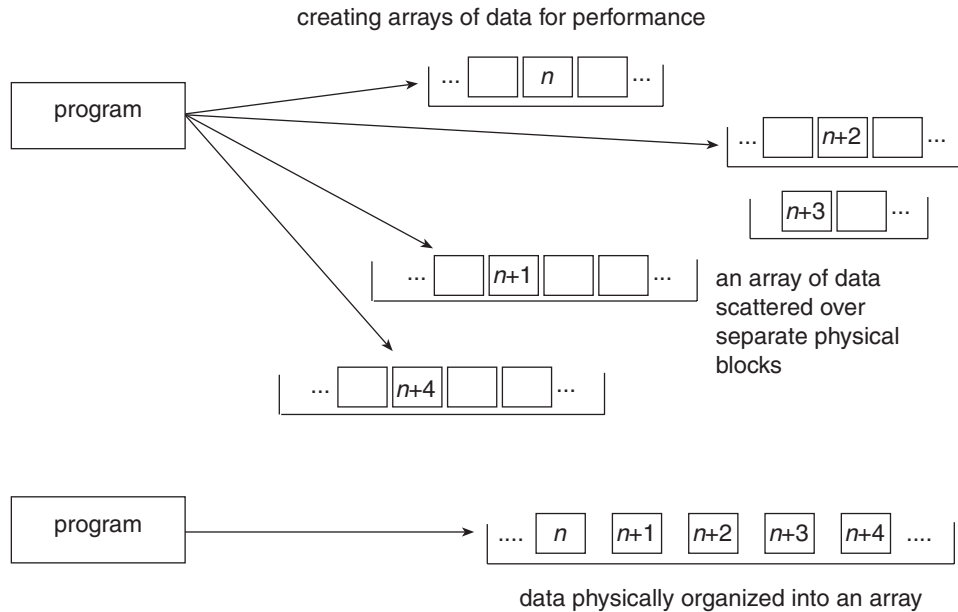 creating arrays of data for performance
program
... n ...
... n+2 ...
n+3 ...
... n+1 ...
an array of data
scattered over
separate physical
blocks
... n+4 ...
program
.... n n+1 n+2 n+3 n+4 ....
data physically organized into an array